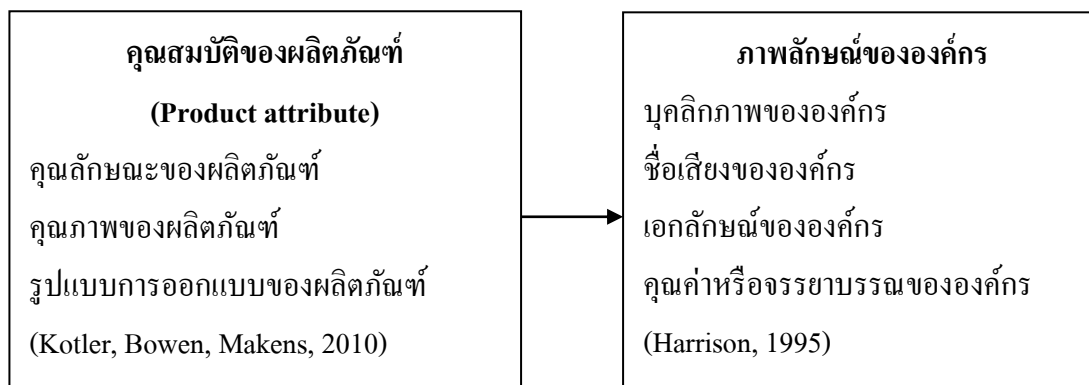 คุณสมบัติของผลิตภัณฑ์
(Product attribute)
คุณลักษณะของผลิตภัณฑ์
คุณภาพของผลิตภัณฑ์
รูปแบบการออกแบบของผลิตภัณฑ์
(Kotler, Bowen, Makens, 2010)
ภาพลักษณ์ขององค์กร
บุคลิกภาพขององค์กร
ชื่อเสียงขององค์กร
เอกลักษณ์ขององค์กร
คุณค่าหรือจรรยาบรรณขององค์กร
(Harrison, 1995)